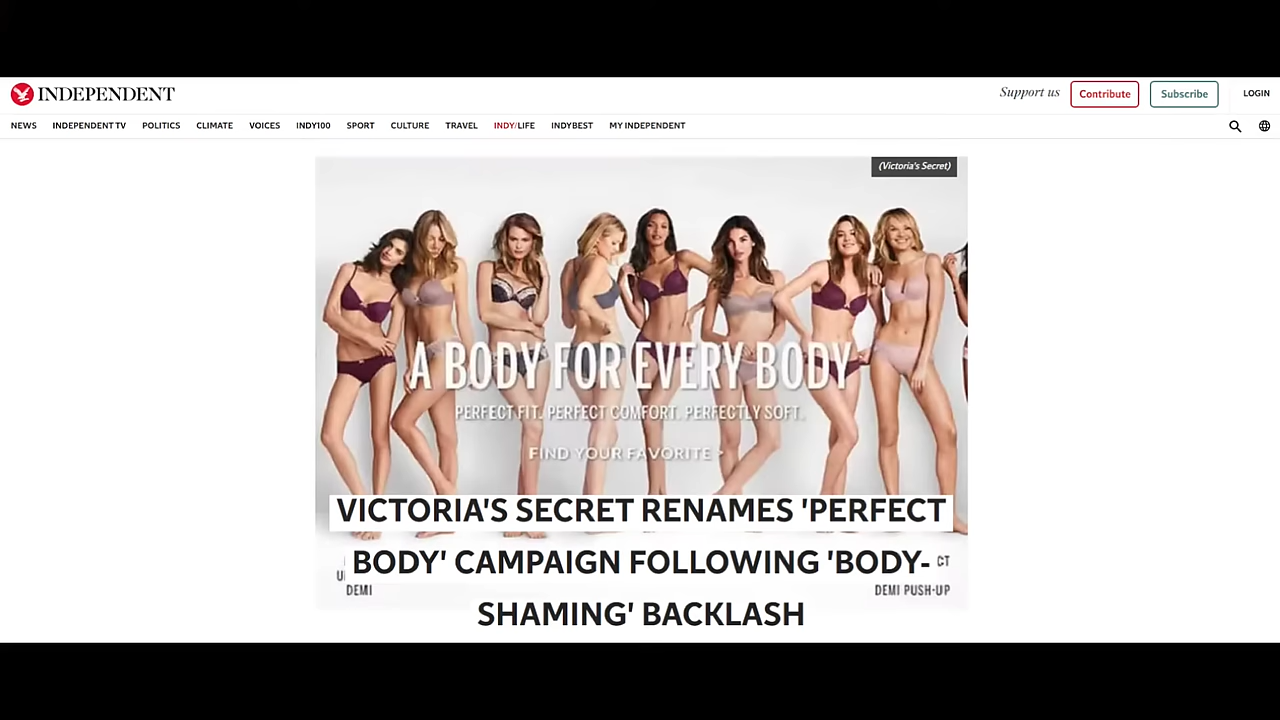 INDEPENDENT
Support us
Contribute
Subscribe
LOGIN
NEWS INDEPENDENT TV POLITICS CLIMATE VOICES INDY100 SPORT CULTURE TRAVEL INDY/LIFE INDYBEST MY INDEPENDENT
(Victoria's Secret)
A BODY FOR EVERY BODY
PERFECT FIT. PERFECT COMFORT. PERFECTLY SOFT.
FIND YOUR FAVORITE >
VICTORIA'S SECRET RENAMES 'PERFECT
BODY' CAMPAIGN FOLLOWING 'BODY-
SHAMING' BACKLASH
DEMI
DEMI PUSH-UP